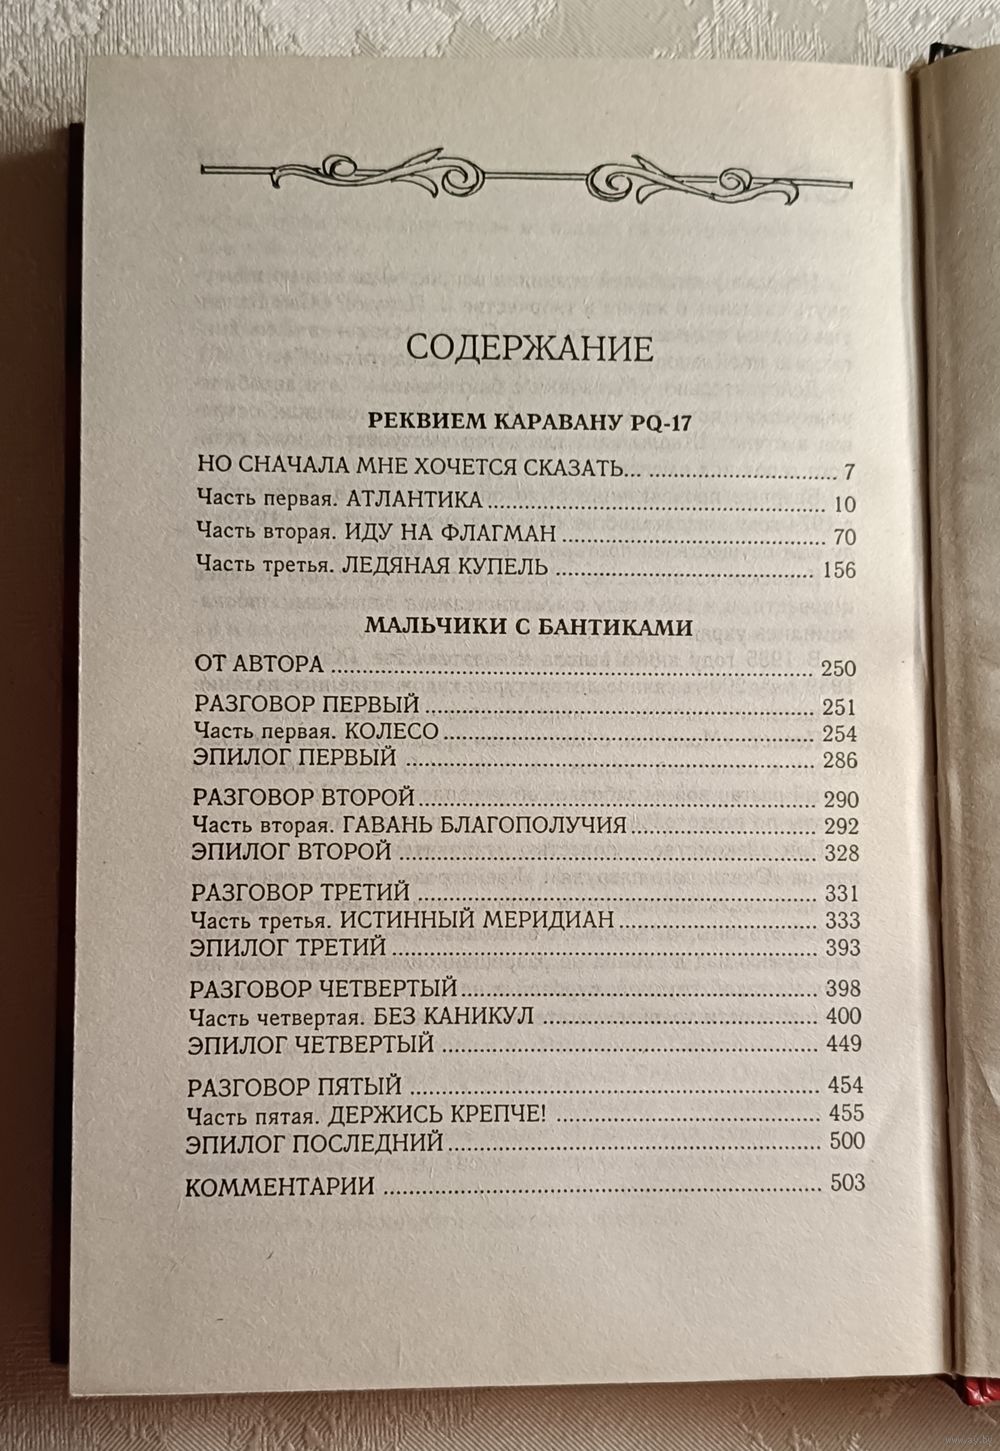 СОДЕРЖАНИЕ
РЕКВИЕМ КАРАВАНУ PQ-17
НО СНАЧАЛА МНЕ ХОЧЕТСЯ СКАЗАТЬ... 7
Часть первая. АТЛАНТИКА 10
Часть вторая. ИДУ НА ФЛАГМАН 70
Часть третья. ЛЕДЯНАЯ КУПЕЛЬ 156
МАЛЬЧИКИ С БАНТИКАМИ
ОТ АВТОРА 250
РАЗГОВОР ПЕРВЫЙ 251
Часть первая. КОЛЕСО 254
ЭПИЛОГ ПЕРВЫЙ 286
РАЗГОВОР ВТОРОЙ 290
Часть вторая. ГАВАНЬ БЛАГОПОЛУЧИЯ 292
ЭПИЛОГ ВТОРОЙ 328
РАЗГОВОР ТРЕТИЙ 331
Часть третья. ИСТИННЫЙ МЕРИДИАН 333
ЭПИЛОГ ТРЕТИЙ 393
РАЗГОВОР ЧЕТВЕРТЫЙ 398
Часть четвертая. БЕЗ КАНИКУЛ 400
ЭПИЛОГ ЧЕТВЕРТЫЙ 449
РАЗГОВОР ПЯТЫЙ 454
Часть пятая. ДЕРЖИСЬ КРЕПЧЕ! 455
ЭПИЛОГ ПОСЛЕДНИЙ 500
КОММЕНТАРИИ 503
www.ay.by